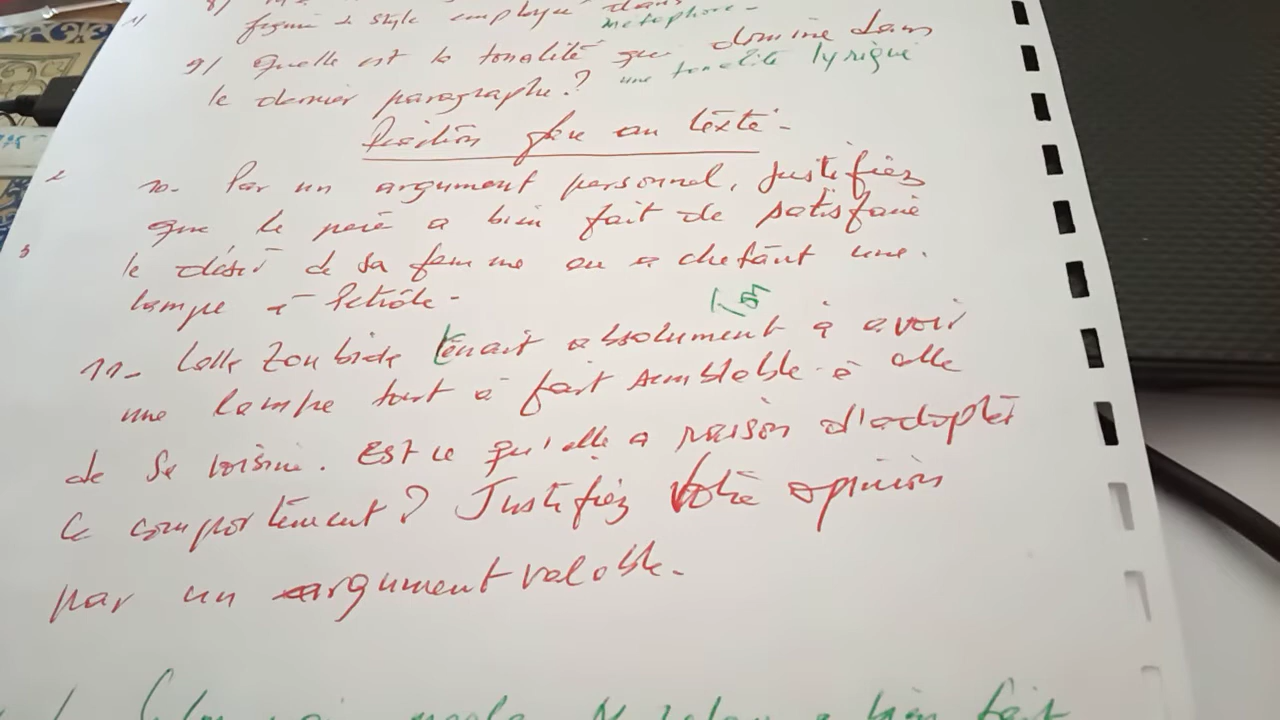 8)
figure de style employée dans
métaphore-
9) Quelle est la tonalité qui domine dans
le dernier paragraphe? une tonalité lyrique
Réaction face au texte-
10- Par un argument personnel, justifiez
que le père a bien fait de satisfaire
le désir de sa femme en achetant une.
lampe à Pétrole-
11- Lalla Zoubida tenait absolument à avoir
une lampe tout à fait semblable à celle
de sa voisine. Est ce qu'elle a raison d'adopter
ce comportement? Justifiez votre opinion
par un argument valable.
a bien fait